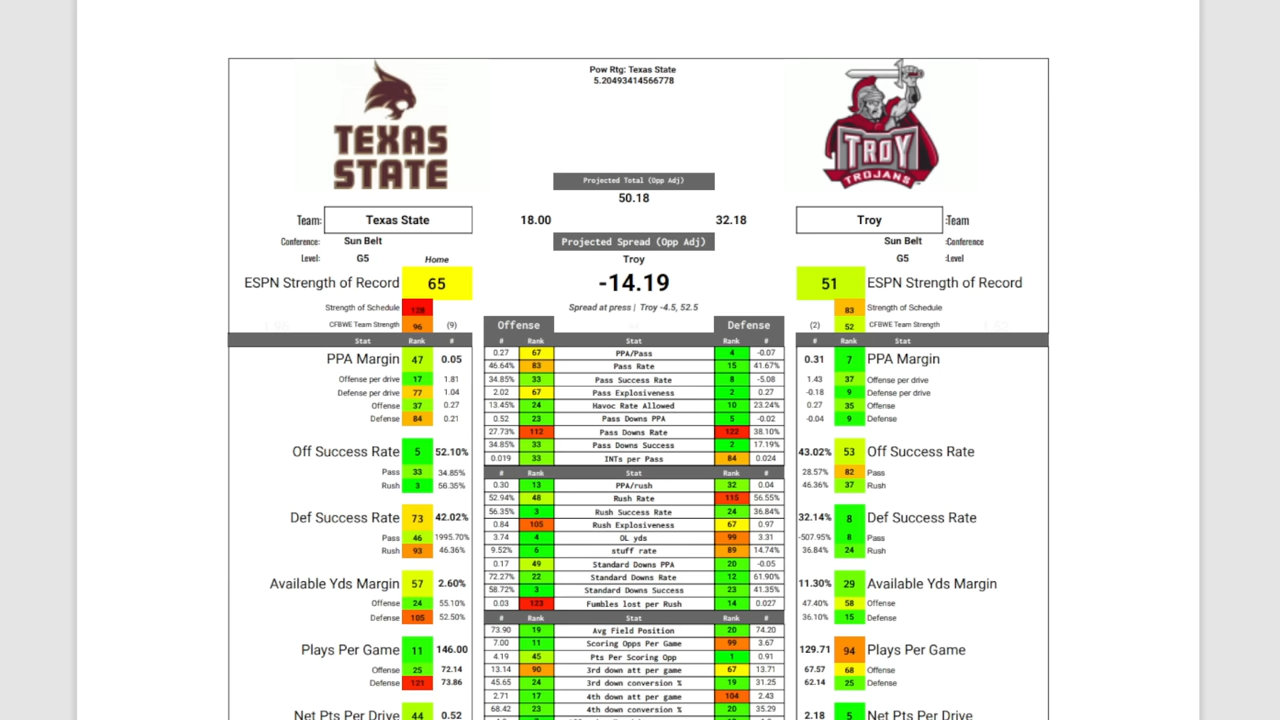 Pow Rtg: Texas State
5.20493414566778
TEXAS
STATE
TROY
TROJANS
Projected Total (Opp Adj)
50.18
Team: Texas State 18.00 32.18 Troy :Team
Conference: Sun Belt Projected Spread (Opp Adj) Sun Belt :Conference
Level: G5 Home Troy G5 :Level
ESPN Strength of Record 65 -14.19 51 ESPN Strength of Record
Strength of Schedule 128 Spread at press | Troy -4.5, 52.5 83 Strength of Schedule
CFBWE Team Strength 96 (9) Offense Defense (2) 52 CFBWE Team Strength
Stat Rank # # Rank Stat Rank # # Rank Stat
PPA Margin 47 0.05 0.27 67 PPA/Pass 4 -0.07 0.31 7 PPA Margin
46.64% 83 Pass Rate 15 41.67%
Offense per drive 17 1.81 34.85% 33 Pass Success Rate 8 -5.08 1.43 37 Offense per drive
Defense per drive 77 1.04 2.02 67 Pass Explosiveness 2 0.27 -0.18 9 Defense per drive
Offense 37 0.27 13.45% 24 Havoc Rate Allowed 10 23.24% 0.27 35 Offense
Defense 84 0.21 0.52 23 Pass Downs PPA 5 -0.02 -0.04 9 Defense
27.73% 112 Pass Downs Rate 122 38.10%
Off Success Rate 5 52.10% 34.85% 33 Pass Downs Success 2 17.19% 43.02% 53 Off Success Rate
0.019 33 INTs per Pass 84 0.024
Pass 33 34.85% # Rank Stat Rank # 28.57% 82 Pass
Rush 3 56.35% 0.30 13 PPA/rush 32 0.04 46.36% 37 Rush
52.94% 48 Rush Rate 115 56.55%
Def Success Rate 73 42.02% 56.35% 3 Rush Success Rate 24 36.84% 32.14% 8 Def Success Rate
0.84 105 Rush Explosiveness 67 0.97
Pass 46 1995.70% 3.74 4 OL yds 99 3.31 -507.95% 8 Pass
Rush 93 46.36% 9.52% 6 stuff rate 89 14.74% 36.84% 24 Rush
0.17 49 Standard Downs PPA 20 -0.05
Available Yds Margin 57 2.60% 72.27% 22 Standard Downs Rate 12 61.90% 11.30% 29 Available Yds Margin
58.72% 3 Standard Downs Success 23 41.35%
Offense 24 55.10% 0.03 123 Fumbles lost per Rush 14 0.027 47.40% 58 Offense
Defense 105 52.50% # Rank Stat Rank # 36.10% 15 Defense
73.90 19 Avg Field Position 20 74.20
Plays Per Game 11 146.00 7.00 11 Scoring Opps Per Game 99 3.67 129.71 94 Plays Per Game
4.19 45 Pts Per Scoring Opp 1 0.91
Offense 25 72.14 13.14 90 3rd down att per game 67 13.71 67.57 68 Offense
Defense 121 73.86 45.65 24 3rd down conversion % 19 31.25 62.14 25 Defense
2.71 17 4th down att per game 104 2.43
Net Pts Per Drive 44 0.52 68.42 23 4th down conversion % 20 35.29 2.18 5 Net Pts Per Drive